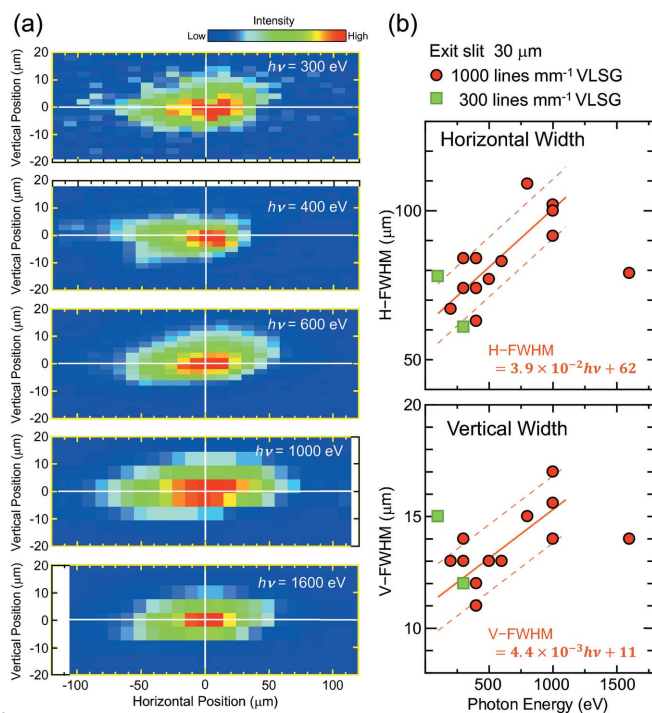 (a)
Intensity
Low
High
hν = 300 eV
Vertical Position (μm)
20
10
0
-10
-20
hν = 400 eV
Vertical Position (μm)
20
10
0
-10
-20
hν = 600 eV
Vertical Position (μm)
20
10
0
-10
-20
hν = 1000 eV
Vertical Position (μm)
20
10
0
-10
-20
hν = 1600 eV
Vertical Position (μm)
20
10
0
-10
-20
-120 -80 -40 0 40 80
Horizontal Position (μm)
(b)
Exit slit 30 μm
1000 lines mm⁻¹ VLSG
300 lines mm⁻¹ VLSG
Horizontal Width
H-FWHM (μm)
100
50
H-FWHM
= 3.9 × 10⁻²hν + 62
Vertical Width
V-FWHM (μm)
20
15
10
V-FWHM
= 4.4 × 10⁻³hν + 11
500 1000 1500
Photon Energy (eV)